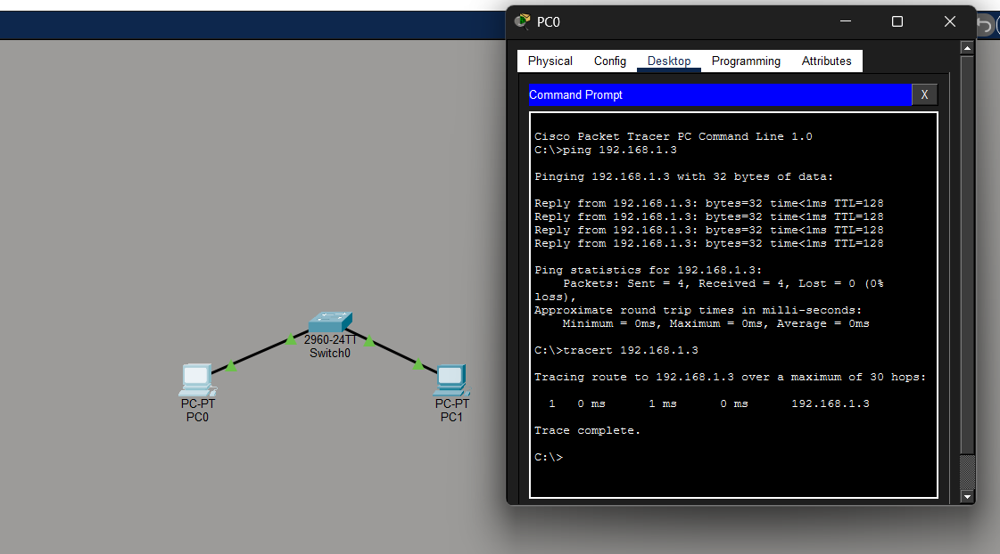 PC0
Physical Config Desktop Programming Attributes
Command Prompt X
Cisco Packet Tracer PC Command Line 1.0
C:\>ping 192.168.1.3
Pinging 192.168.1.3 with 32 bytes of data:
Reply from 192.168.1.3: bytes=32 time<1ms TTL=128
Reply from 192.168.1.3: bytes=32 time<1ms TTL=128
Reply from 192.168.1.3: bytes=32 time<1ms TTL=128
Reply from 192.168.1.3: bytes=32 time<1ms TTL=128
Ping statistics for 192.168.1.3:
Packets: Sent = 4, Received = 4, Lost = 0 (0%
loss),
Approximate round trip times in milli-seconds:
Minimum = 0ms, Maximum = 0ms, Average = 0ms
C:\>tracert 192.168.1.3
Tracing route to 192.168.1.3 over a maximum of 30 hops:
1 0 ms 1 ms 0 ms 192.168.1.3
Trace complete.
C:\>
2960-24TT
Switch0
PC-PT
PC0
PC-PT
PC1